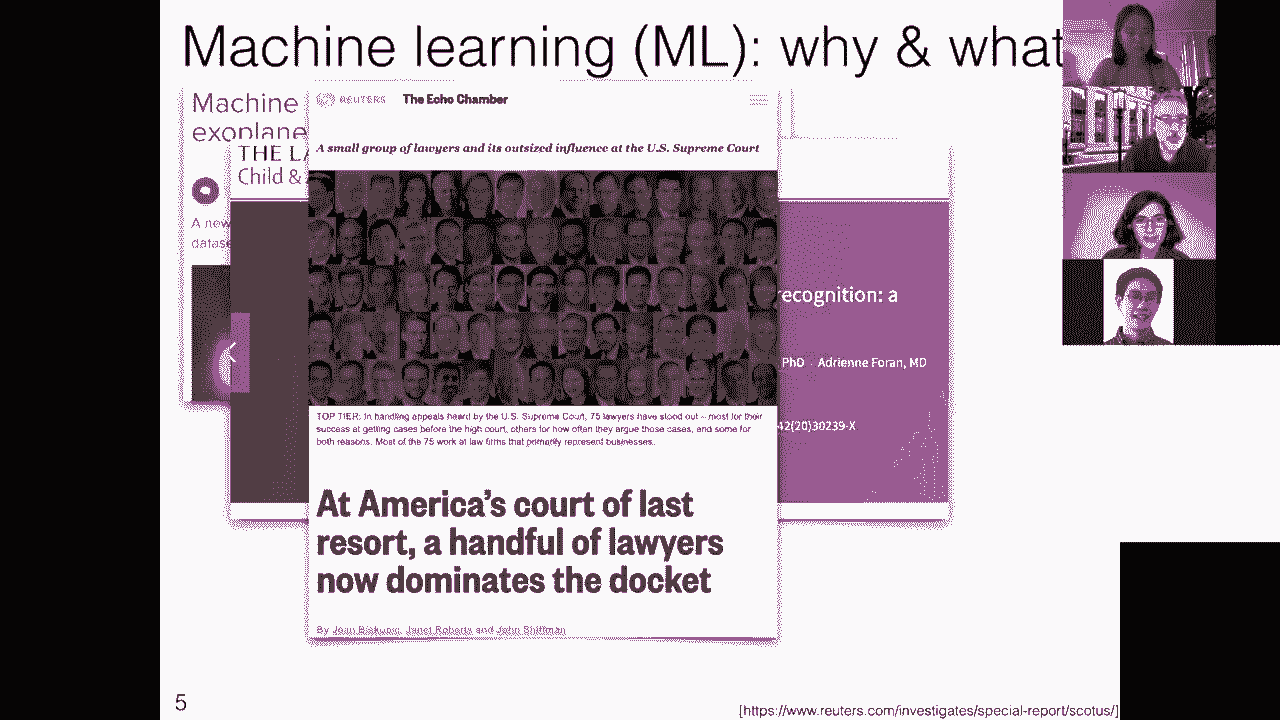 Machine learning (ML): why & what
Machine
exoplane
THE LA
Child &
A new
datase
REUTERS The Echo Chamber
A small group of lawyers and its outsized influence at the U.S. Supreme Court
TOP TIER: In handling appeals heard by the U.S. Supreme Court, 75 lawyers have stood out – most for their
success at getting cases before the high court, others for how often they argue those cases, and some for
both reasons. Most of the 75 work at law firms that primarily represent businesses.
At America's court of last
resort, a handful of lawyers
now dominates the docket
By Joan Biskupic, Janet Roberts and John Shiffman
recognition: a
PhD · Adrienne Foran, MD
42(20)30239-X
5
[https://www.reuters.com/investigates/special-report/scotus/]